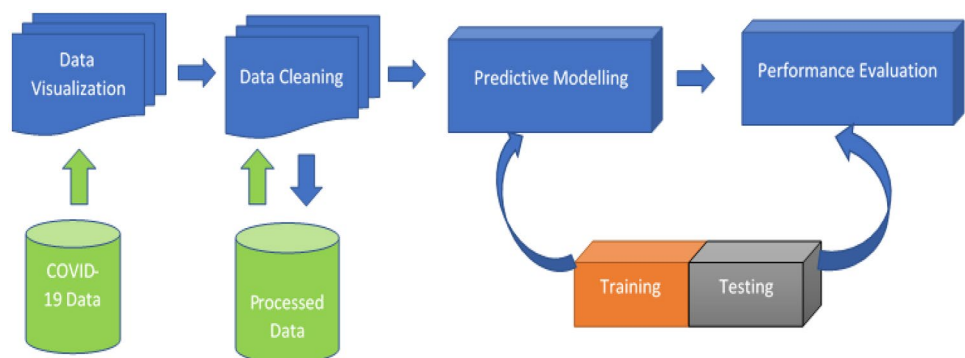 Data
Visualization
Data Cleaning
Predictive Modelling
Performance Evaluation
COVID-
19 Data
Processed
Data
Training
Testing